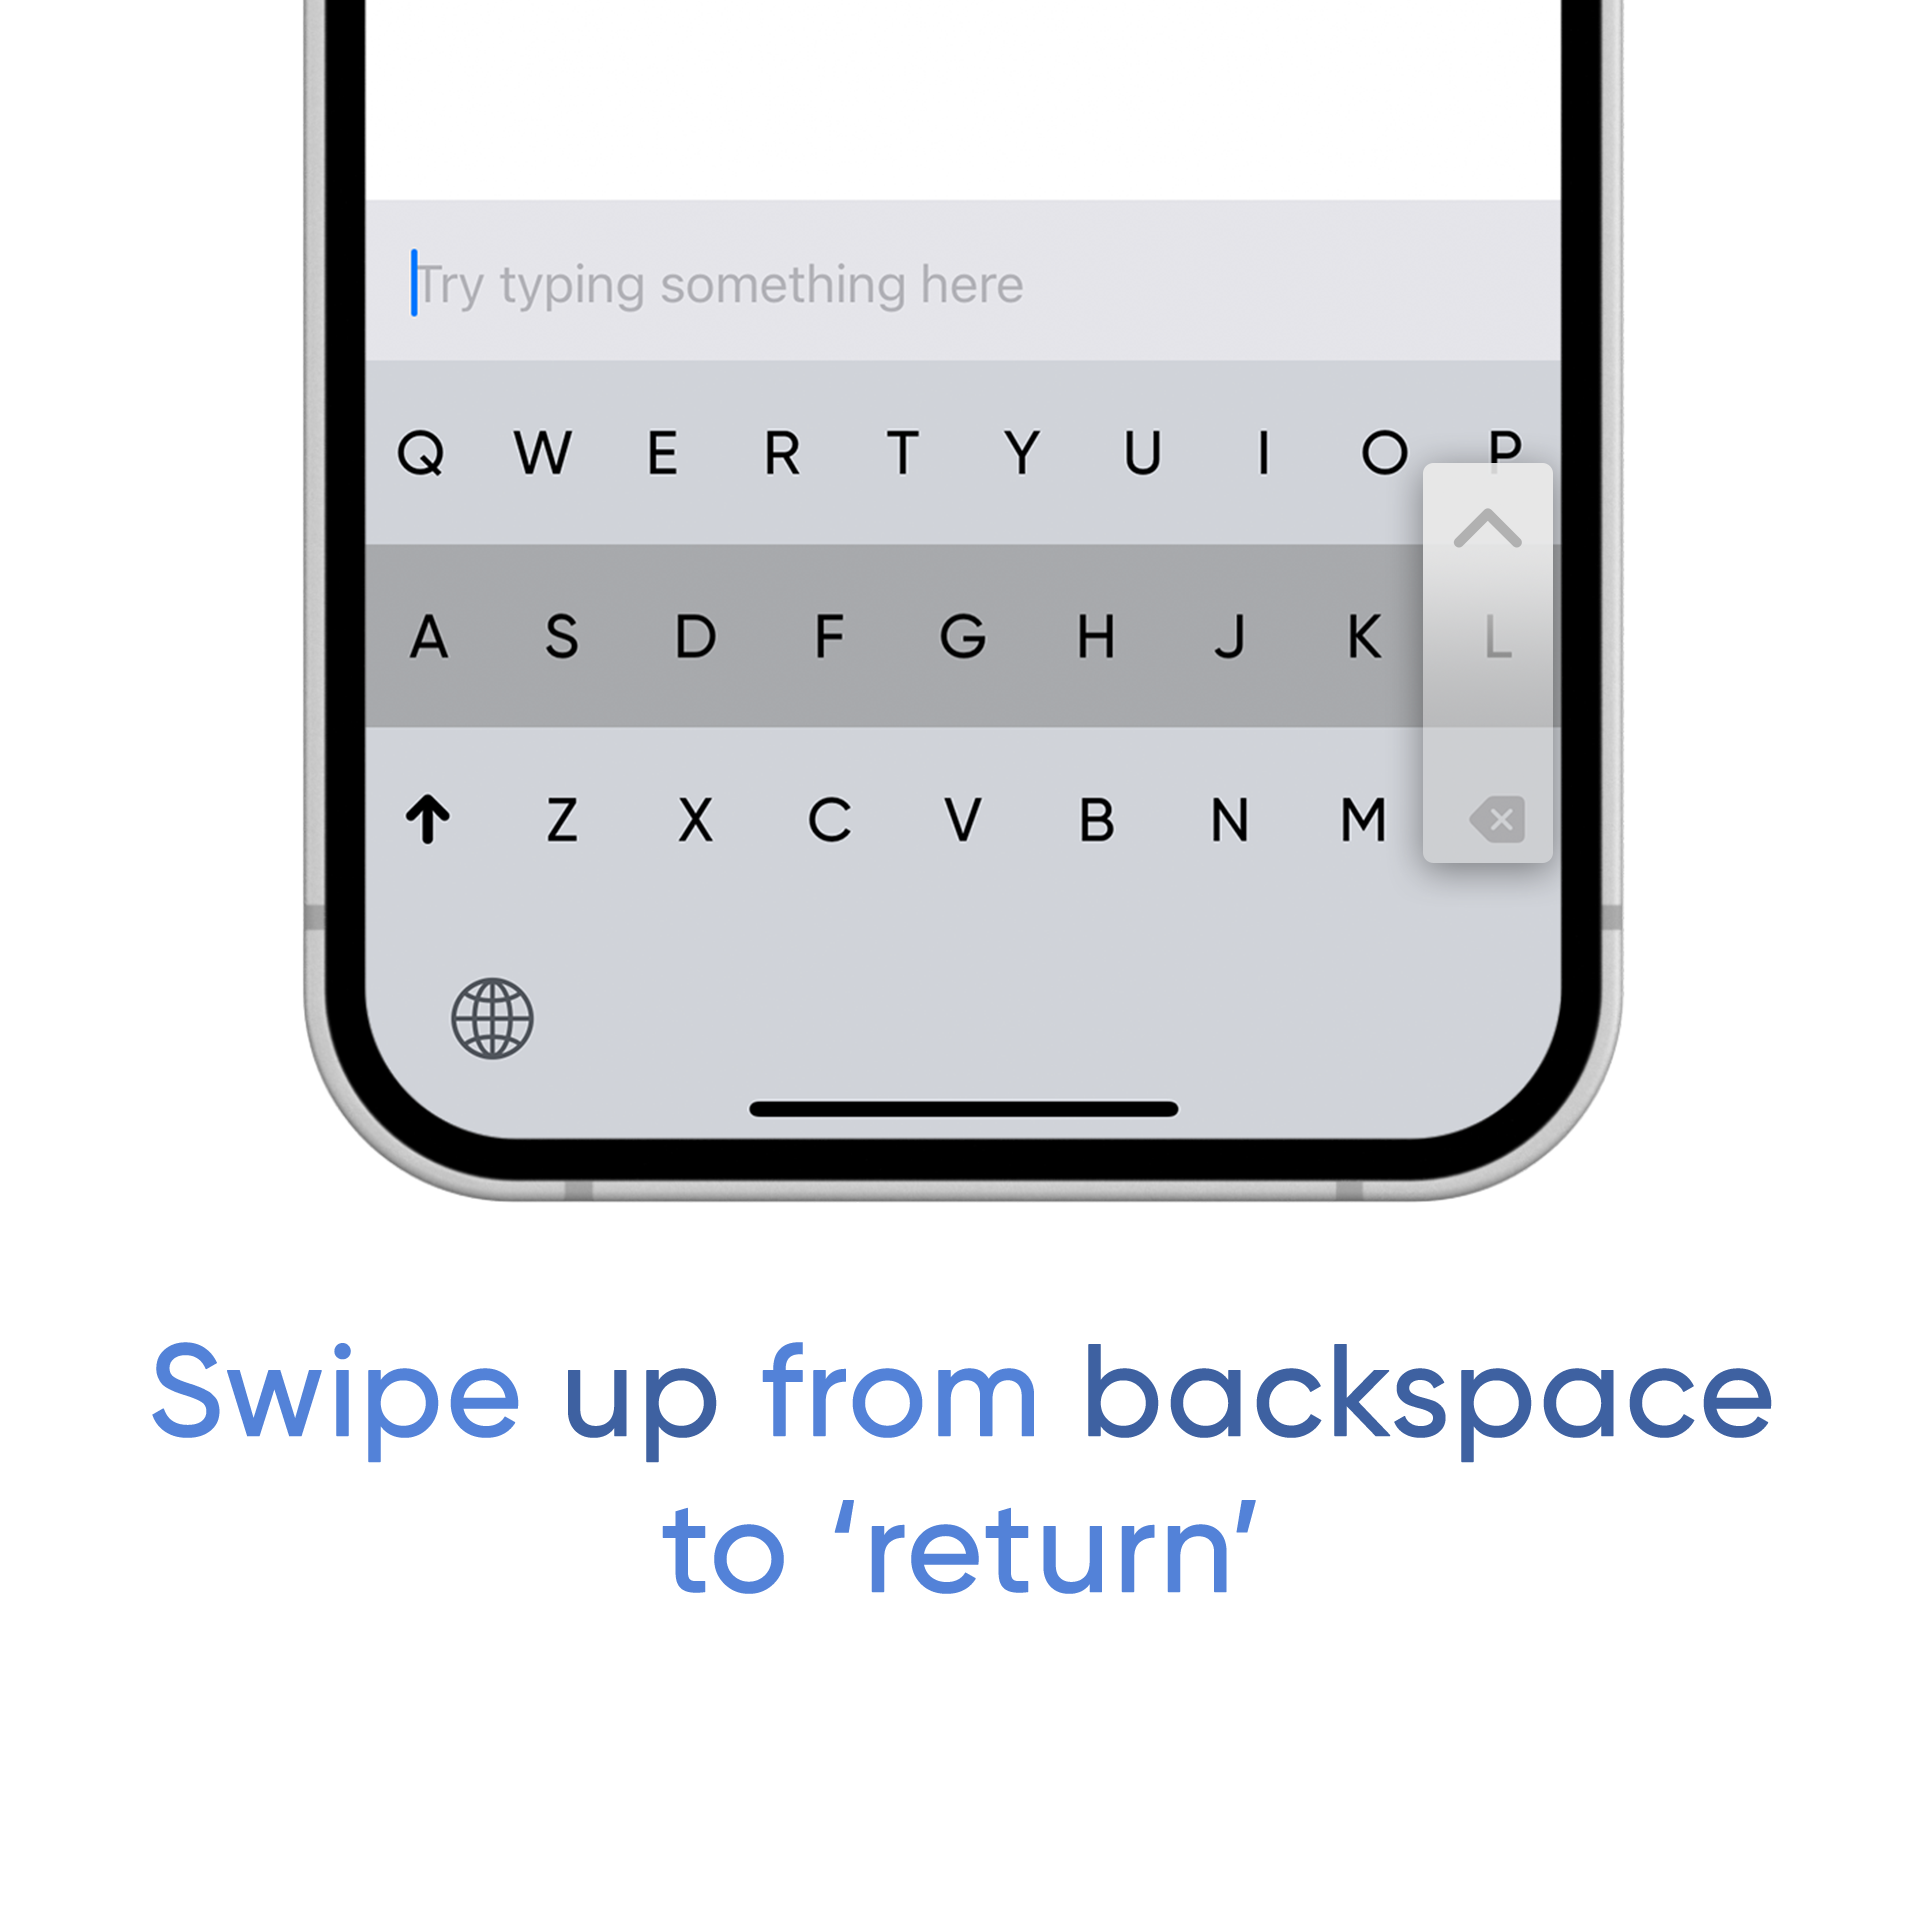 Try typing something here
Q W E R T Y U I O P
A S D F G H J K L
Z X C V B N M
Swipe up from backspace
to ‘return’